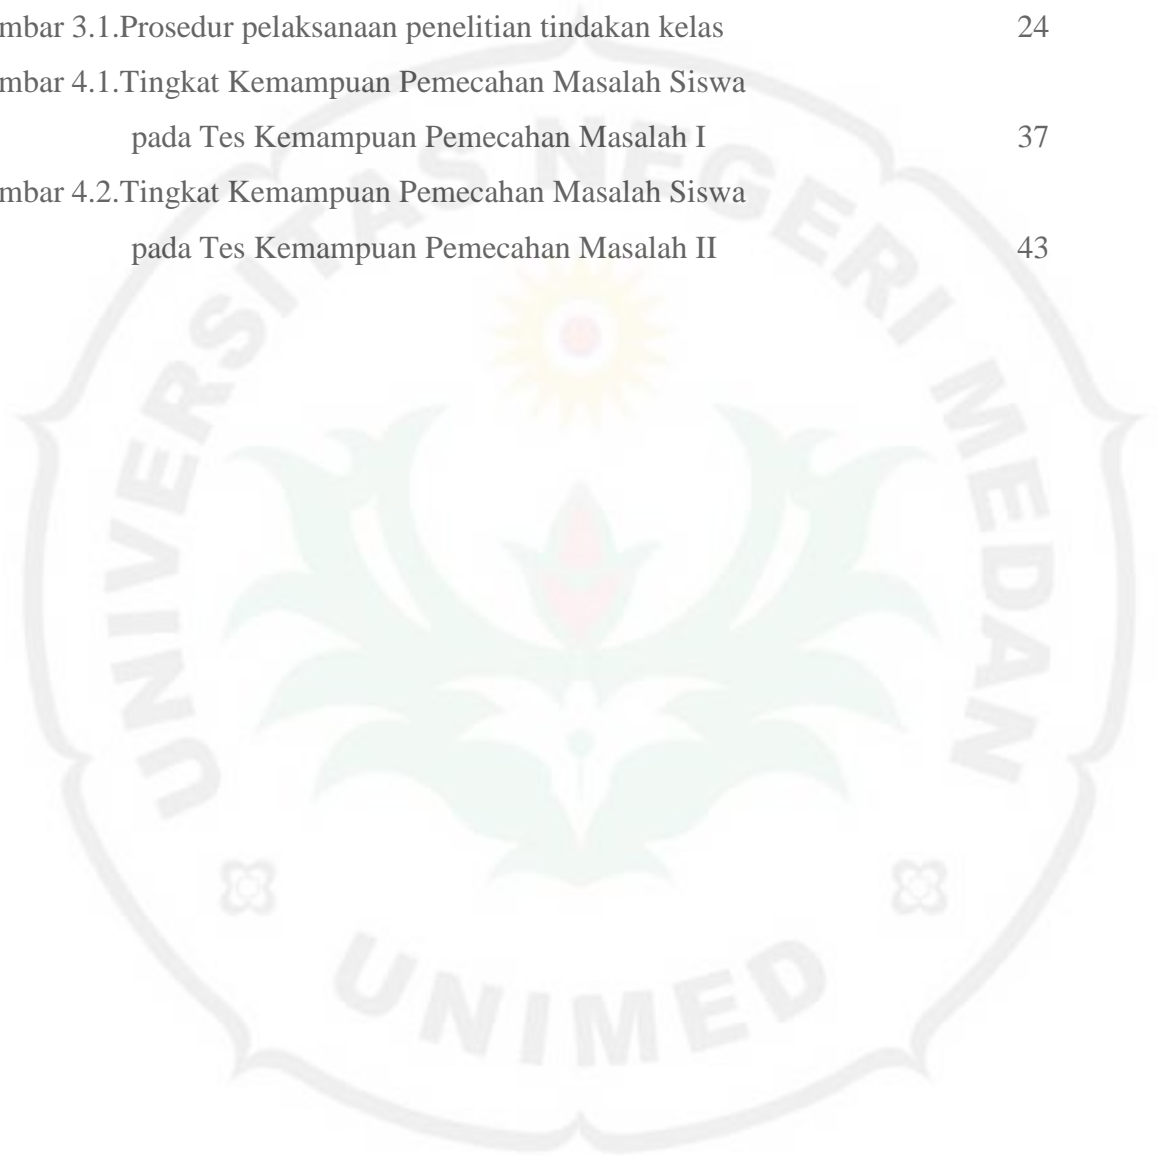 mbar 3.1.Prosedur pelaksanaan penelitian tindakan kelas 24
mbar 4.1.Tingkat Kemampuan Pemecahan Masalah Siswa
pada Tes Kemampuan Pemecahan Masalah I 37
mbar 4.2.Tingkat Kemampuan Pemecahan Masalah Siswa
pada Tes Kemampuan Pemecahan Masalah II 43
UNIVERSITAS NEGERI MEDAN
UNIMED